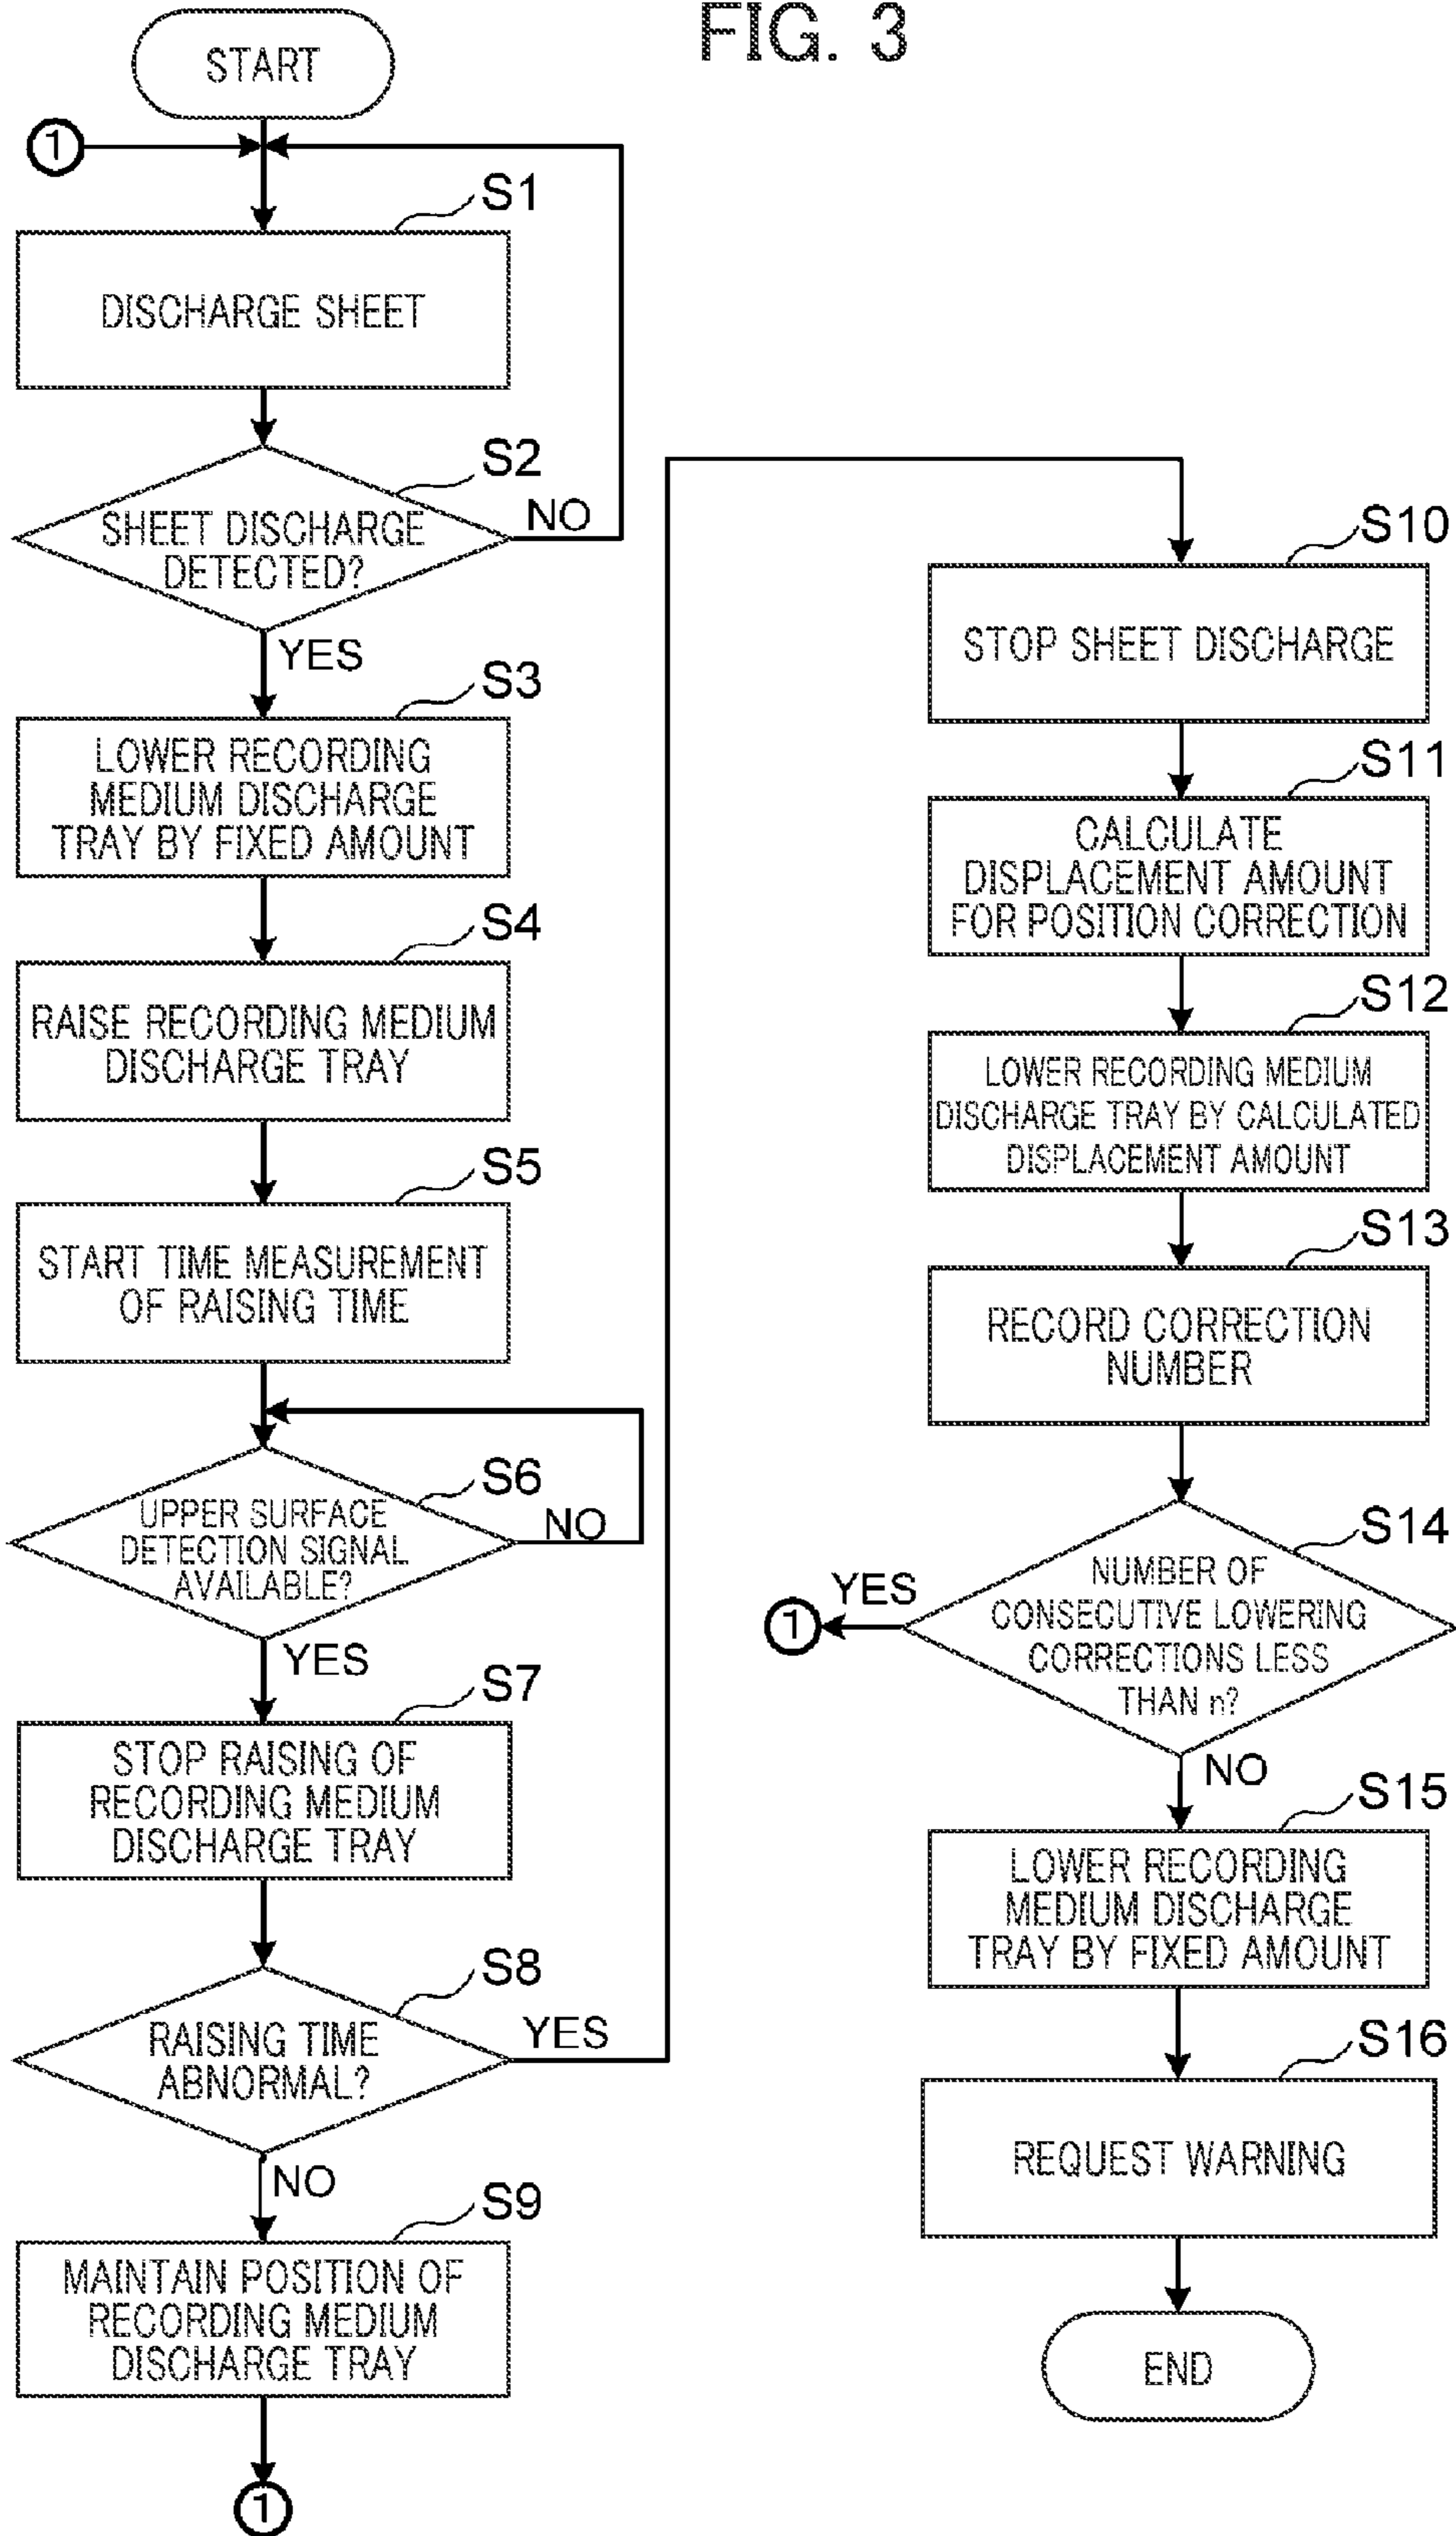 FIG. 3
START
1
S1
DISCHARGE SHEET
S2
SHEET DISCHARGE
DETECTED?
NO
YES
S3
LOWER RECORDING
MEDIUM DISCHARGE
TRAY BY FIXED AMOUNT
S4
RAISE RECORDING MEDIUM
DISCHARGE TRAY
S5
START TIME MEASUREMENT
OF RAISING TIME
S6
UPPER SURFACE
DETECTION SIGNAL
AVAILABLE?
NO
YES
S7
STOP RAISING OF
RECORDING MEDIUM
DISCHARGE TRAY
S8
RAISING TIME
ABNORMAL?
YES
NO
S9
MAINTAIN POSITION OF
RECORDING MEDIUM
DISCHARGE TRAY
1
S10
STOP SHEET DISCHARGE
S11
CALCULATE
DISPLACEMENT AMOUNT
FOR POSITION CORRECTION
S12
LOWER RECORDING MEDIUM
DISCHARGE TRAY BY CALCULATED
DISPLACEMENT AMOUNT
S13
RECORD CORRECTION
NUMBER
S14
NUMBER OF
CONSECUTIVE LOWERING
CORRECTIONS LESS
THAN n?
YES
1
NO
S15
LOWER RECORDING
MEDIUM DISCHARGE
TRAY BY FIXED AMOUNT
S16
REQUEST WARNING
END